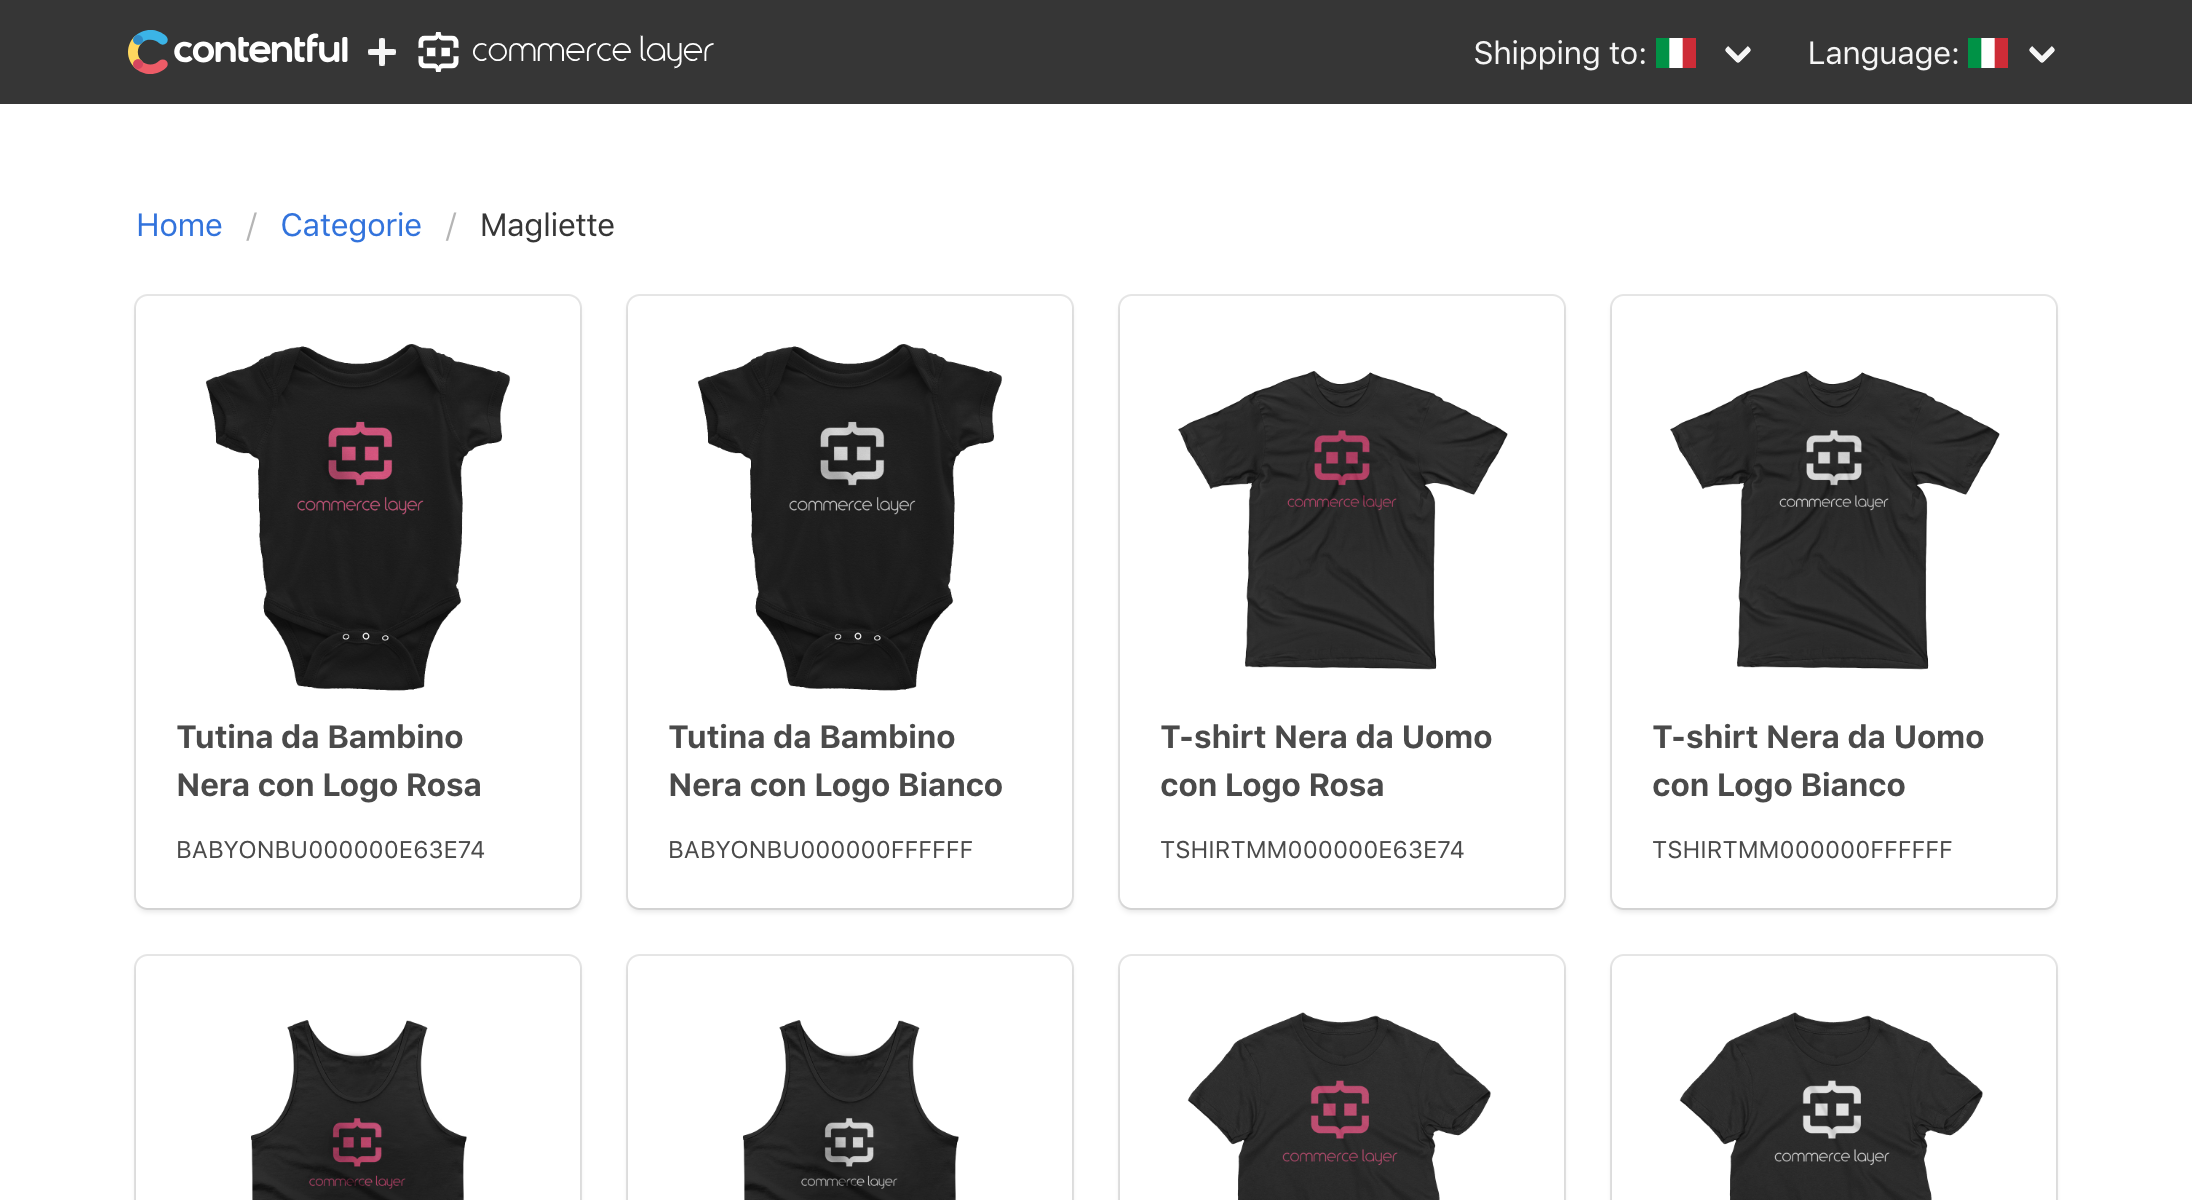 contentful + commerce layer
Shipping to:
Language:
Home / Categorie / Magliette
commerce layer
commerce layer
commerce layer
commerce layer
Tutina da Bambino
Nera con Logo Rosa
BABYONBU000000E63E74
Tutina da Bambino
Nera con Logo Bianco
BABYONBU000000FFFFFF
T-shirt Nera da Uomo
con Logo Rosa
TSHIRTMM000000E63E74
T-shirt Nera da Uomo
con Logo Bianco
TSHIRTMM000000FFFFFF
commerce layer
commerce layer
commerce layer
commerce layer